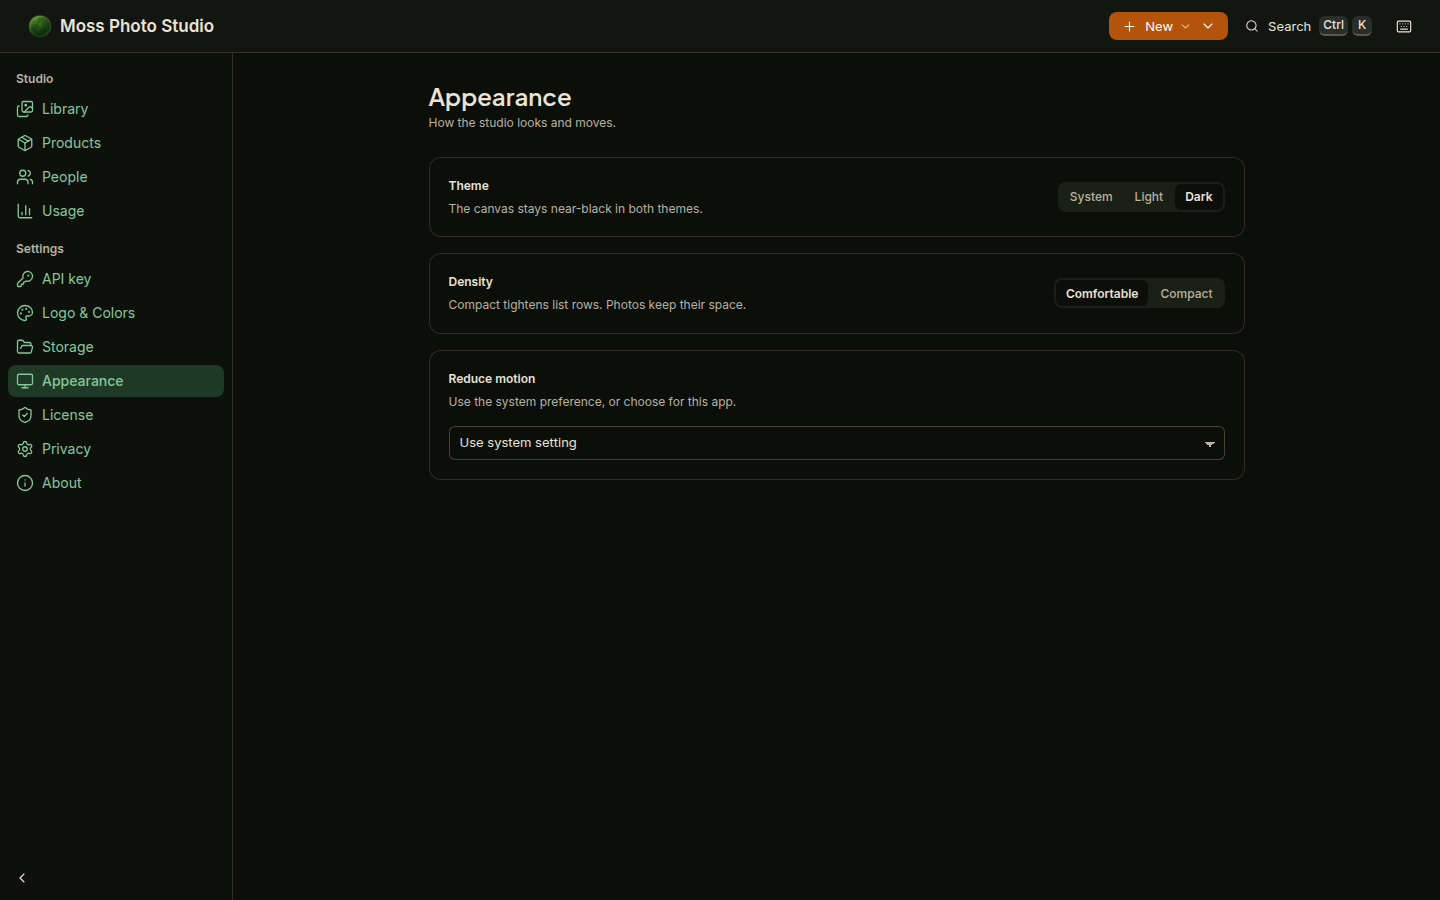 Moss Photo Studio
New
Search Ctrl K
Studio
Library
Products
People
Usage
Settings
API key
Logo & Colors
Storage
Appearance
License
Privacy
About
Appearance
How the studio looks and moves.
Theme
The canvas stays near-black in both themes.
System Light Dark
Density
Compact tightens list rows. Photos keep their space.
Comfortable Compact
Reduce motion
Use the system preference, or choose for this app.
Use system setting